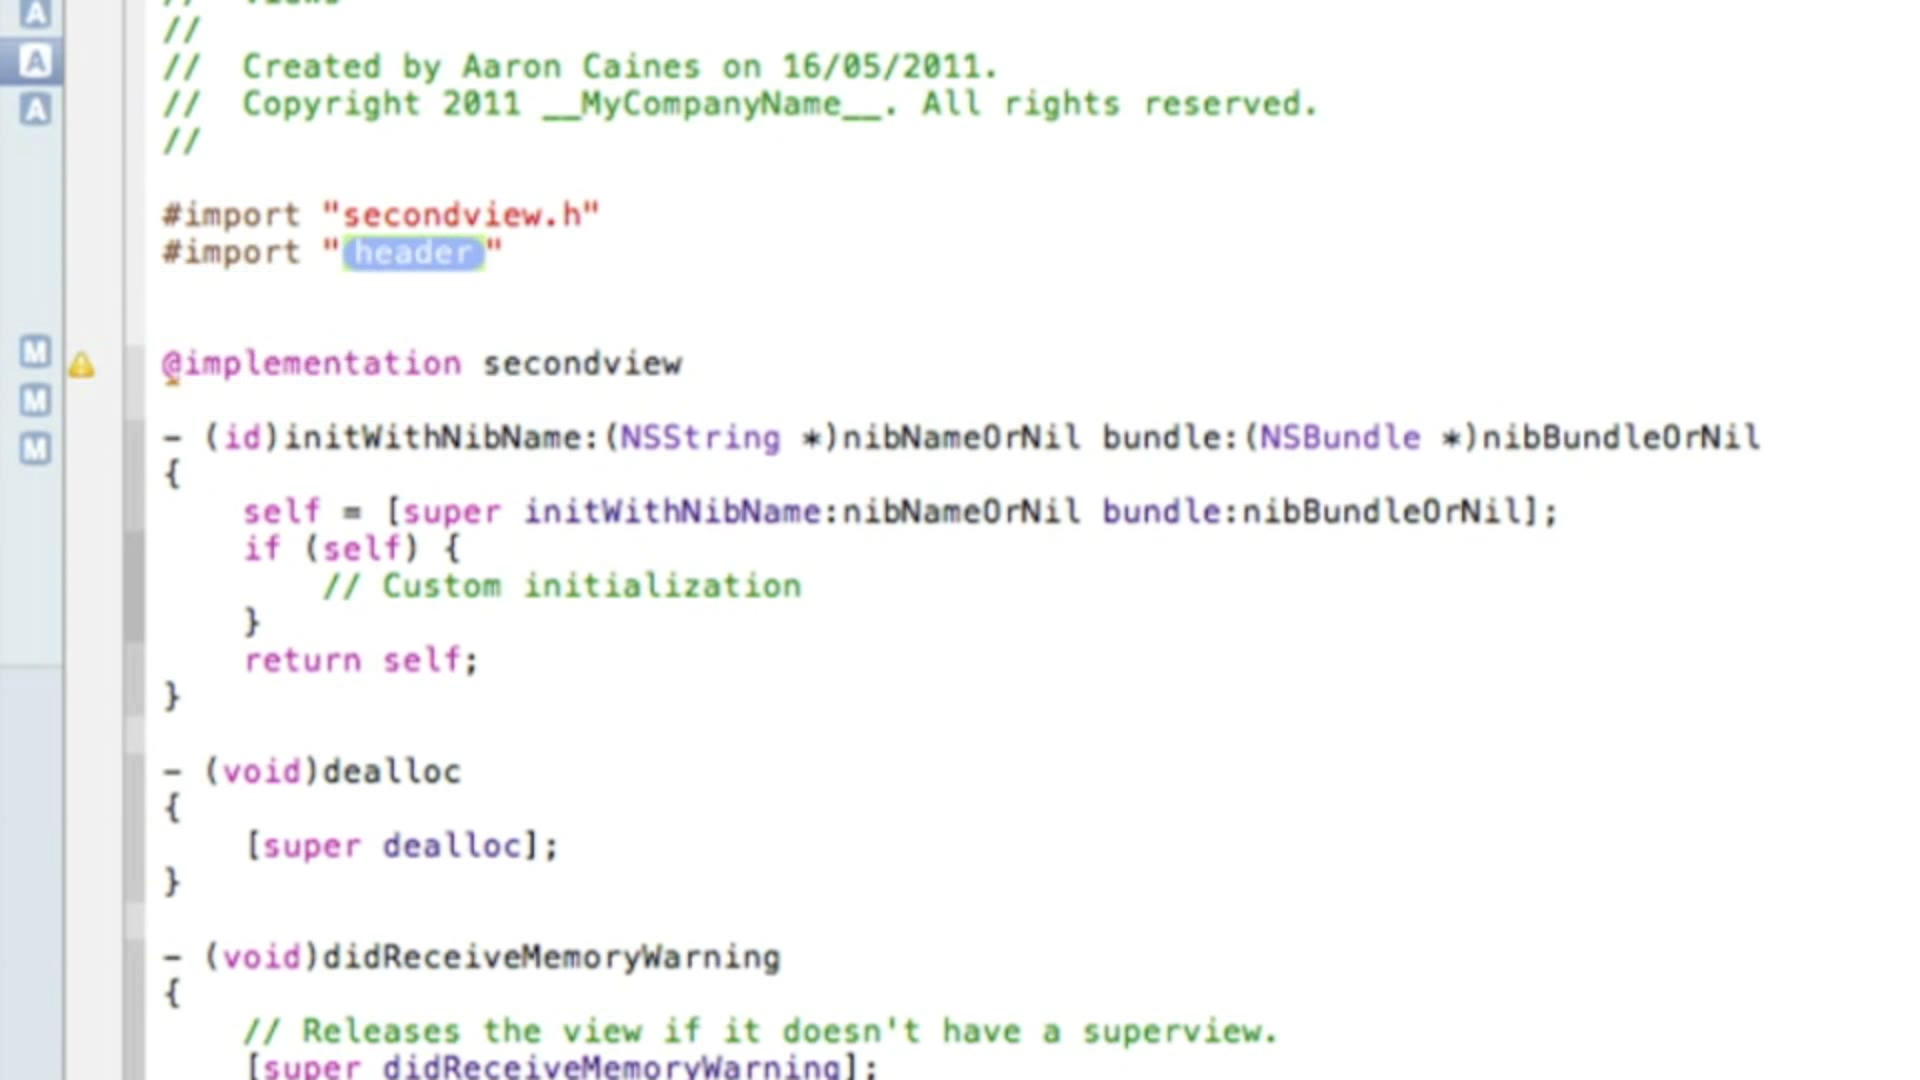 A
//
A
// Created by Aaron Caines on 16/05/2011.
A
// Copyright 2011 __MyCompanyName__. All rights reserved.
//
#import "secondview.h"
#import "header"
M
@implementation secondview
M
- (id)initWithNibName:(NSString *)nibNameOrNil bundle:(NSBundle *)nibBundleOrNil
M
{
self = [super initWithNibName:nibNameOrNil bundle:nibBundleOrNil];
if (self) {
// Custom initialization
}
return self;
}
- (void)dealloc
{
[super dealloc];
}
- (void)didReceiveMemoryWarning
{
// Releases the view if it doesn't have a superview.
[super didReceiveMemoryWarning];